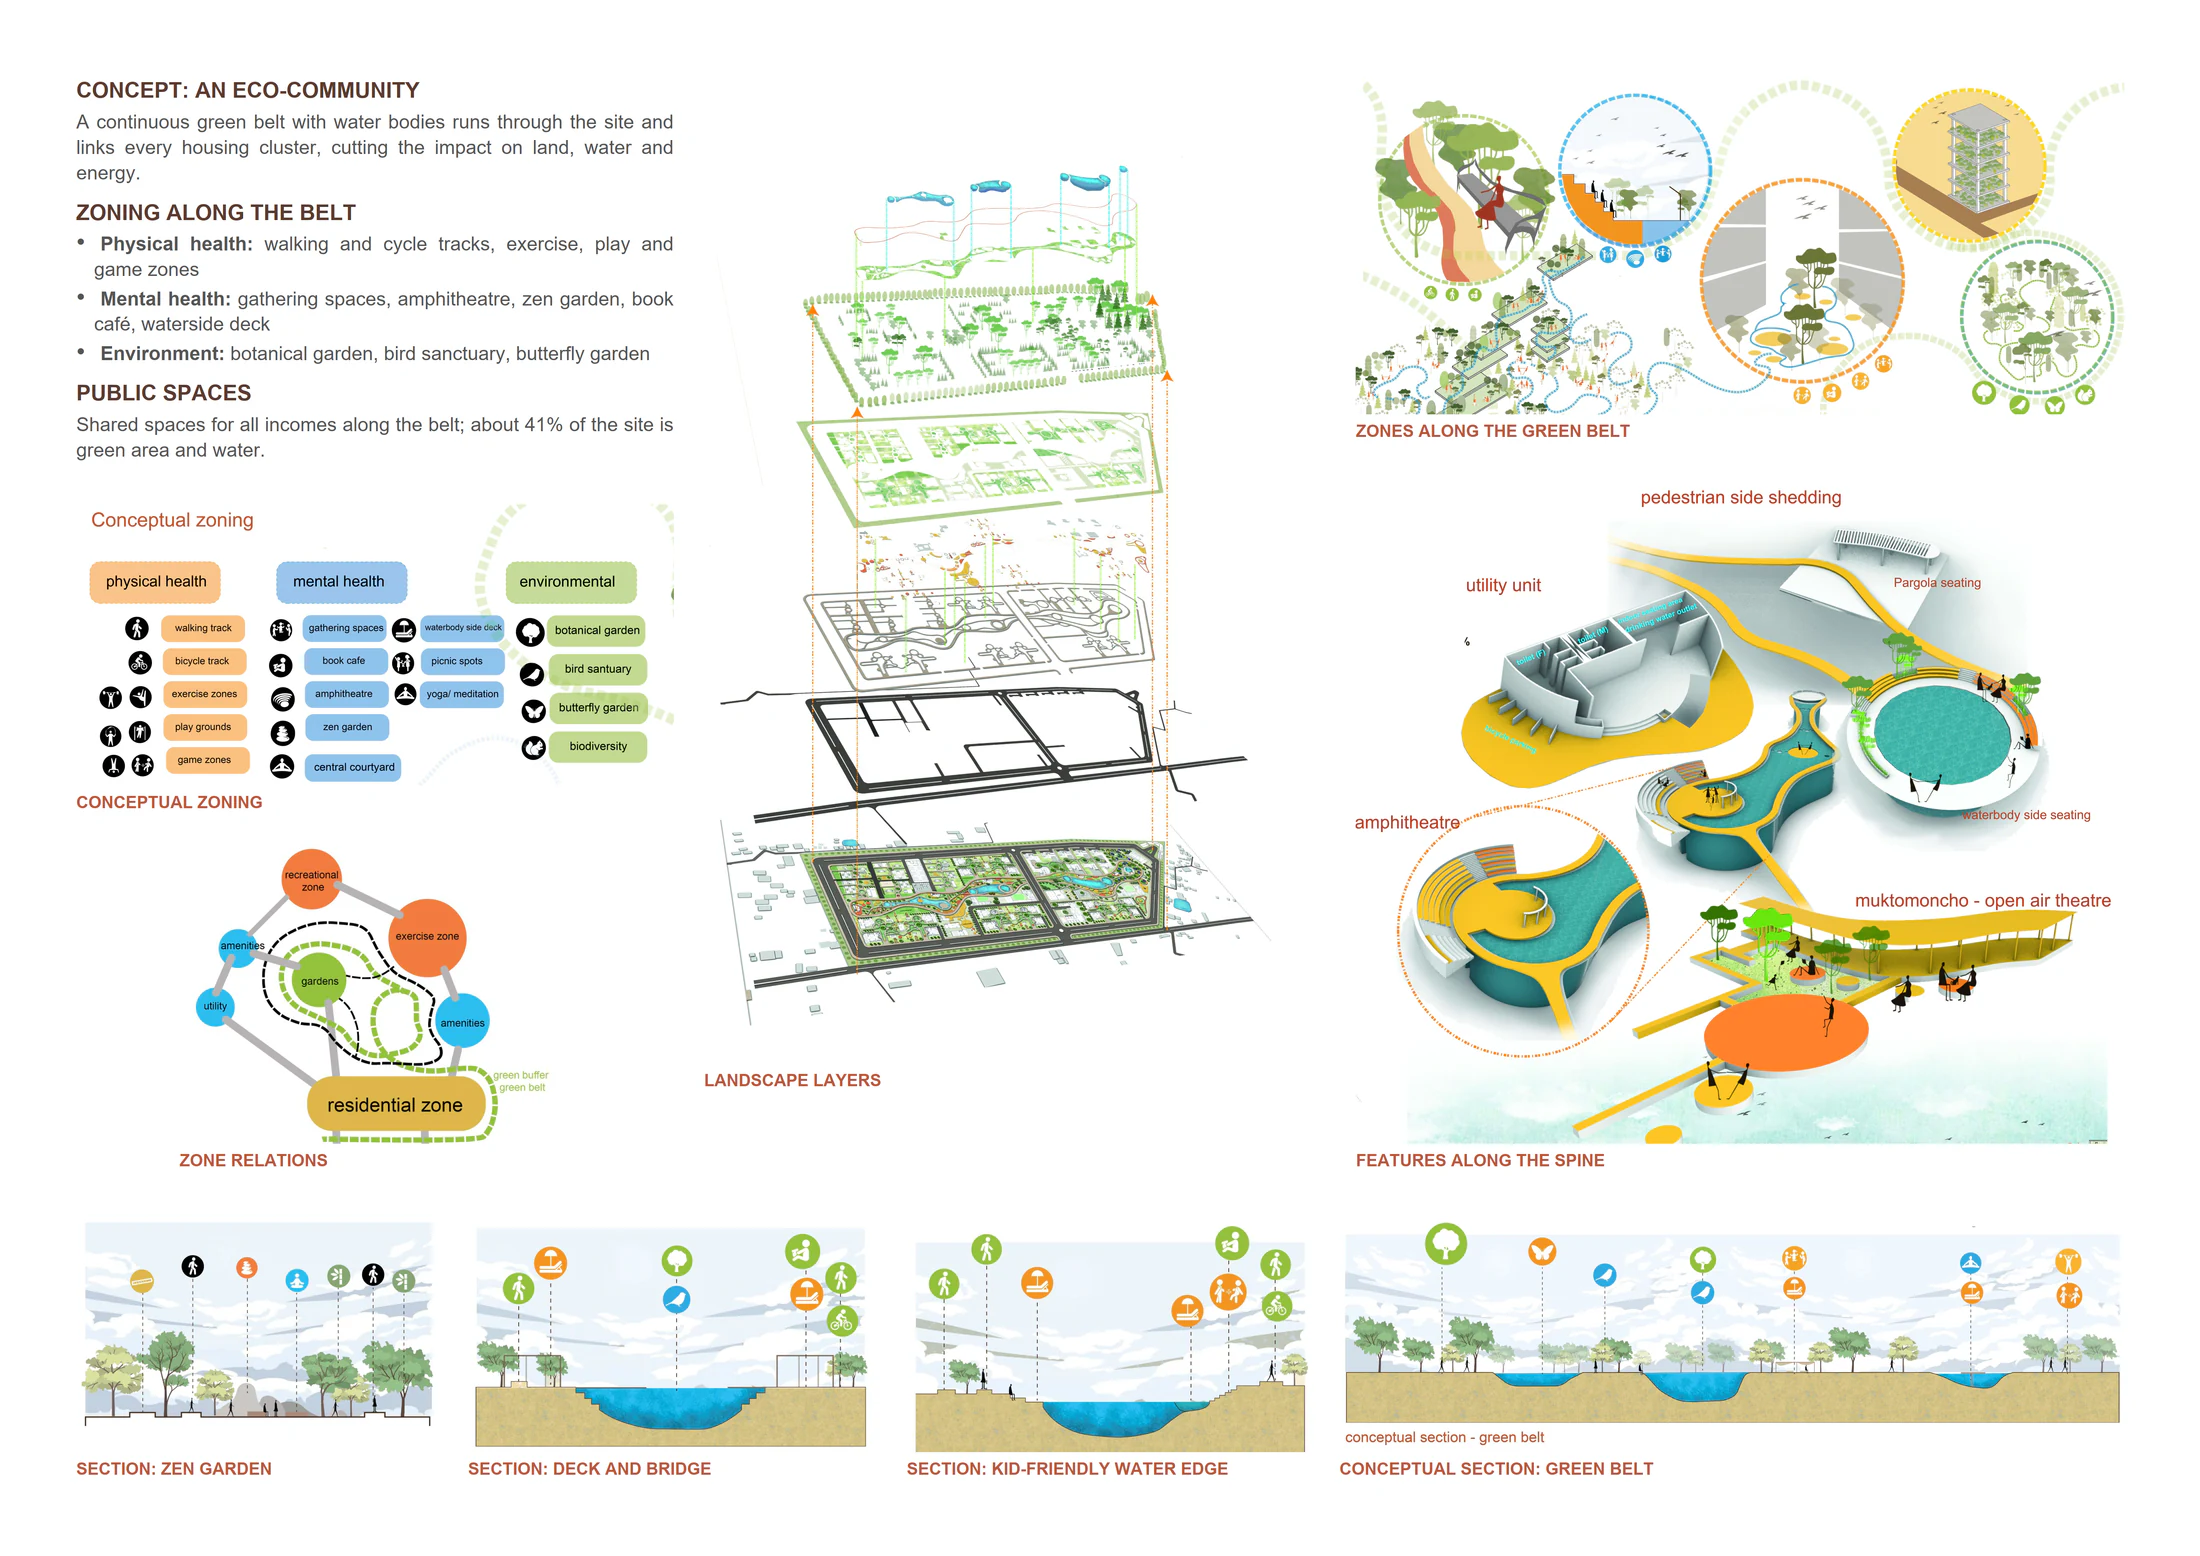 CONCEPT: AN ECO-COMMUNITY
A continuous green belt with water bodies runs through the site and
links every housing cluster, cutting the impact on land, water and
energy.
ZONING ALONG THE BELT
• Physical health: walking and cycle tracks, exercise, play and
game zones
• Mental health: gathering spaces, amphitheatre, zen garden, book
café, waterside deck
• Environment: botanical garden, bird sanctuary, butterfly garden
PUBLIC SPACES
Shared spaces for all incomes along the belt; about 41% of the site is
green area and water.
Conceptual zoning
physical health
mental health
environmental
walking track
bicycle track
exercise zones
play grounds
game zones
gathering spaces
book cafe
amphitheatre
zen garden
central courtyard
waterbody side deck
picnic spots
yoga/ meditation
botanical garden
bird santuary
butterfly garden
biodiversity
CONCEPTUAL ZONING
recreational
zone
exercise zone
amenities
gardens
utility
amenities
green buffer
green belt
residential zone
ZONE RELATIONS
LANDSCAPE LAYERS
ZONES ALONG THE GREEN BELT
pedestrian side shedding
utility unit
Pargola seating
toilet (F)
toilet (M)
drinking water outlet
waterbody side seating
amphitheatre
muktomoncho - open air theatre
FEATURES ALONG THE SPINE
SECTION: ZEN GARDEN
SECTION: DECK AND BRIDGE
SECTION: KID-FRIENDLY WATER EDGE
conceptual section - green belt
CONCEPTUAL SECTION: GREEN BELT